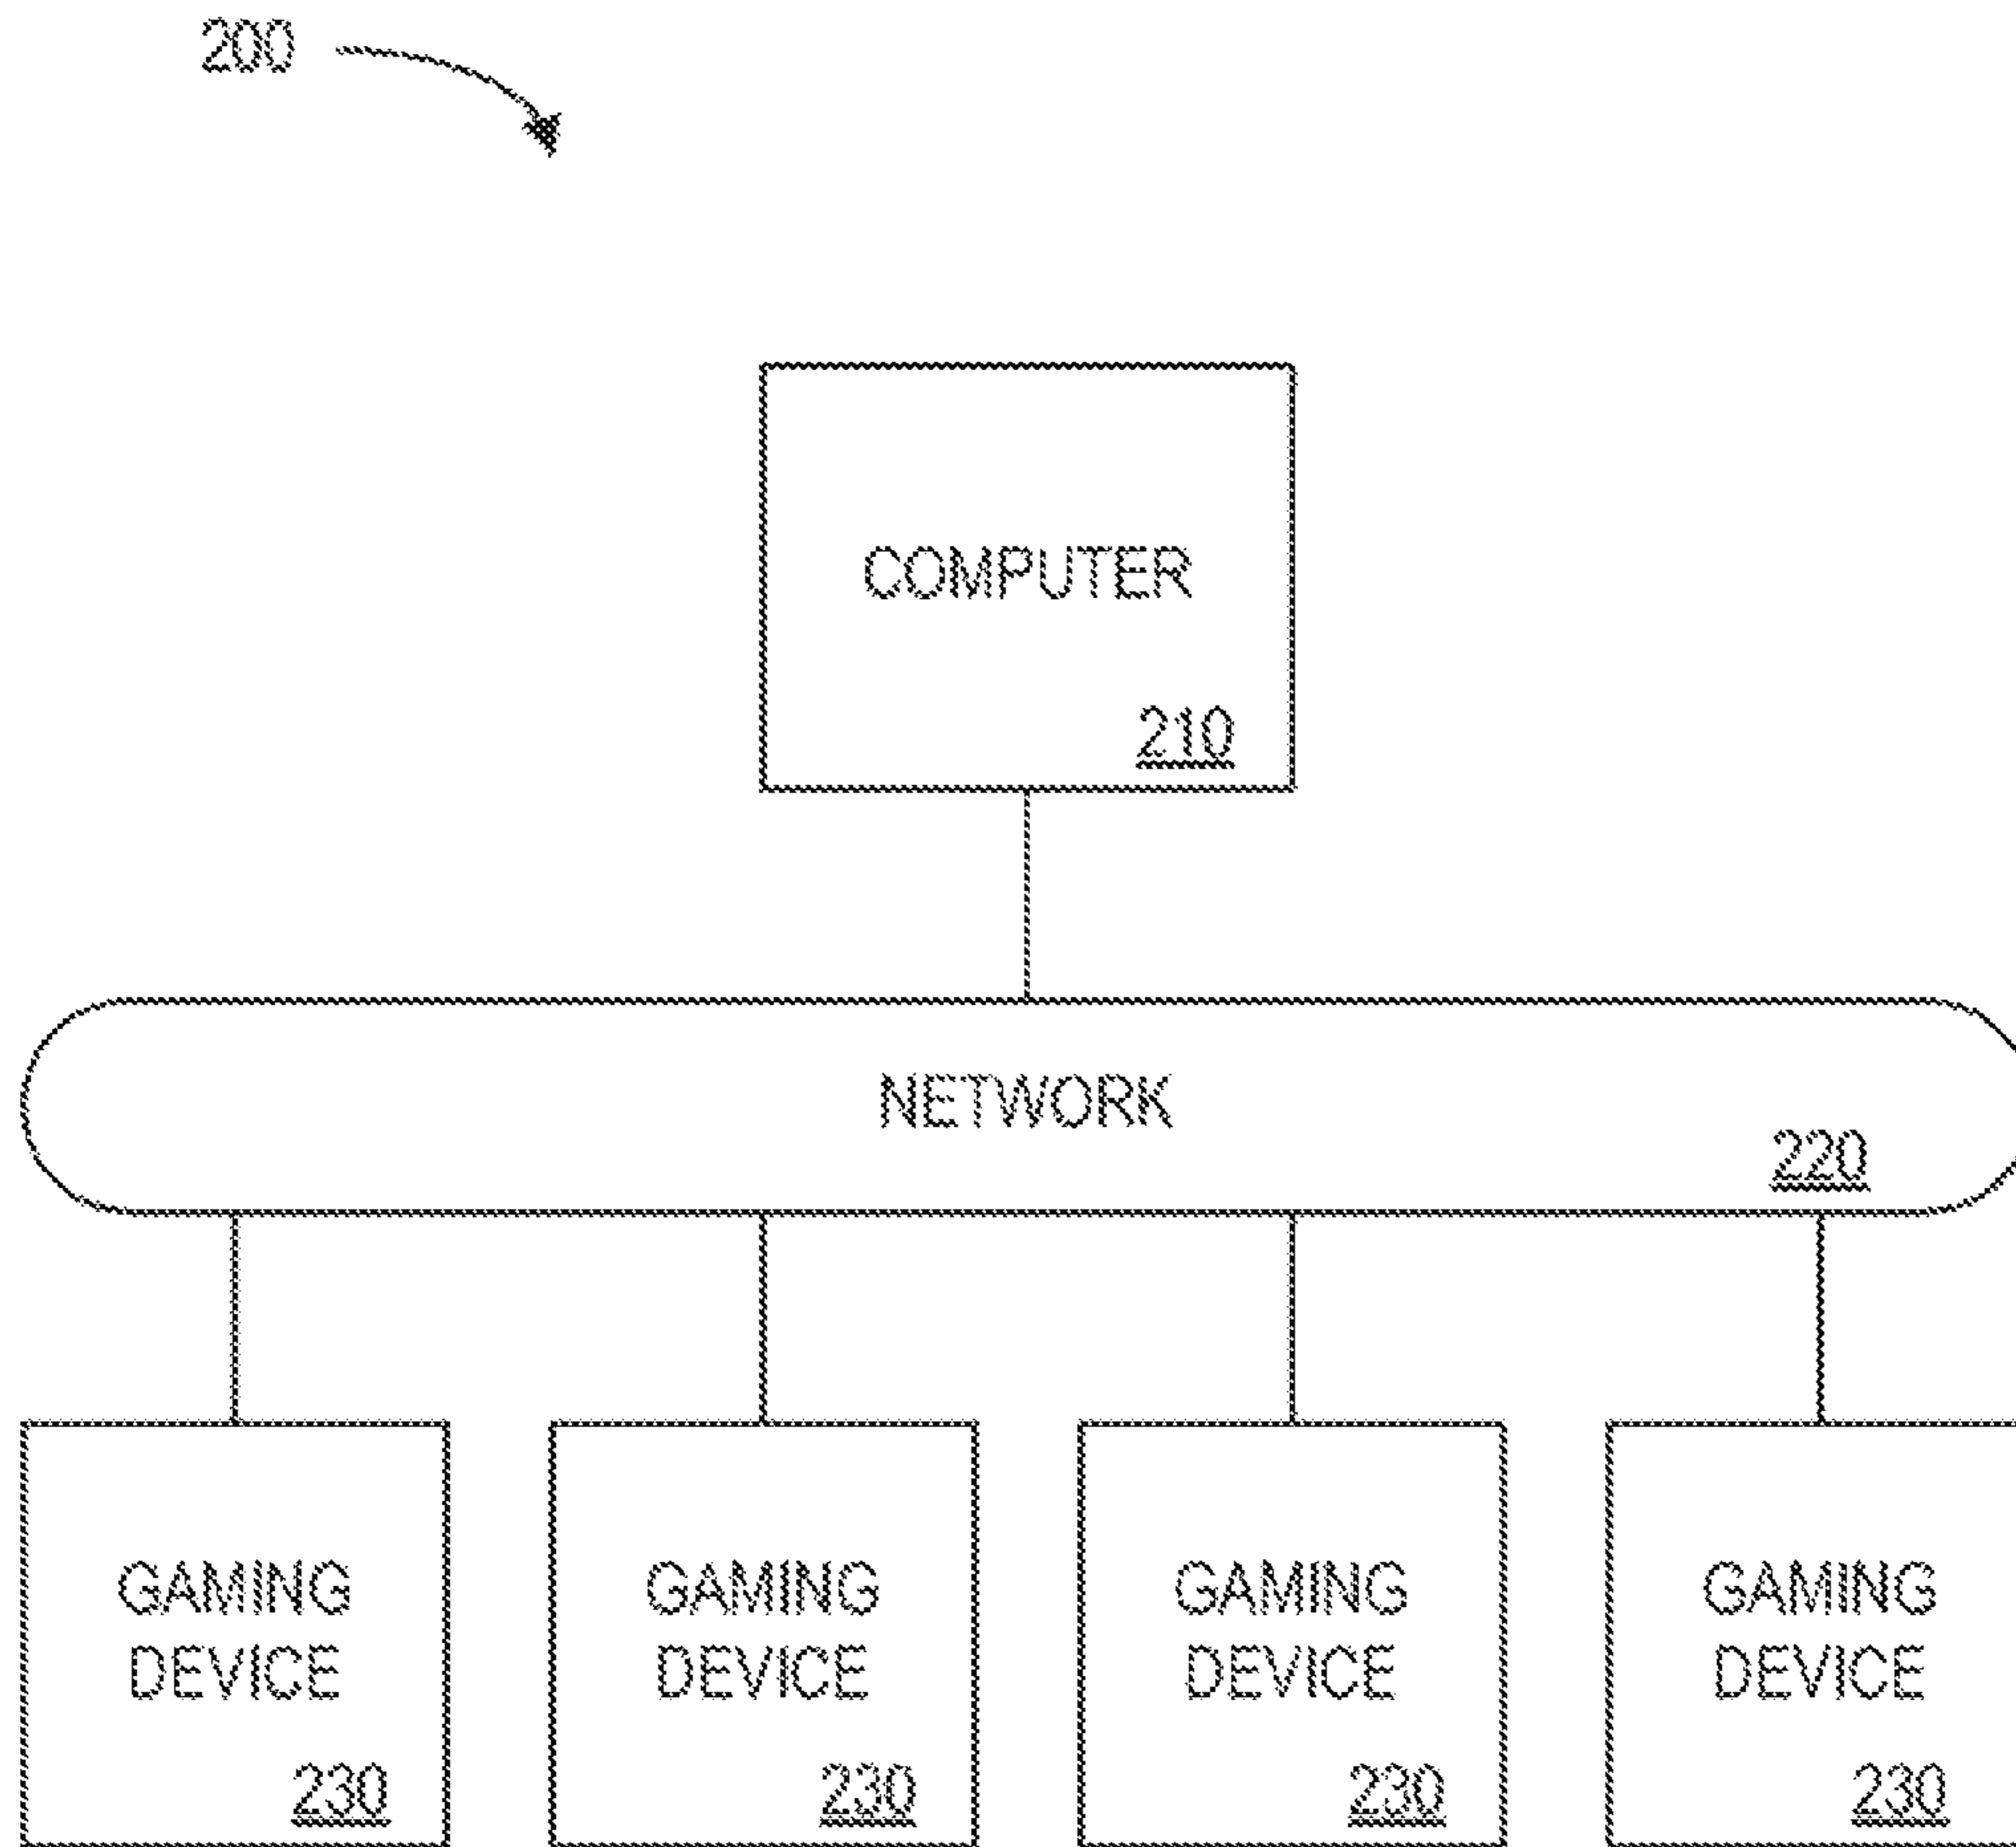 200
COMPUTER
210
NETWORK
220
GAMING
DEVICE
230
GAMING
DEVICE
230
GAMING
DEVICE
230
GAMING
DEVICE
230